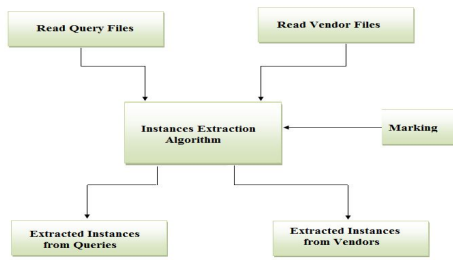 Read Query Files
Read Vendor Files
Instances Extraction
Algorithm
Marking
Extracted Instances
from Queries
Extracted Instances
from Vendors